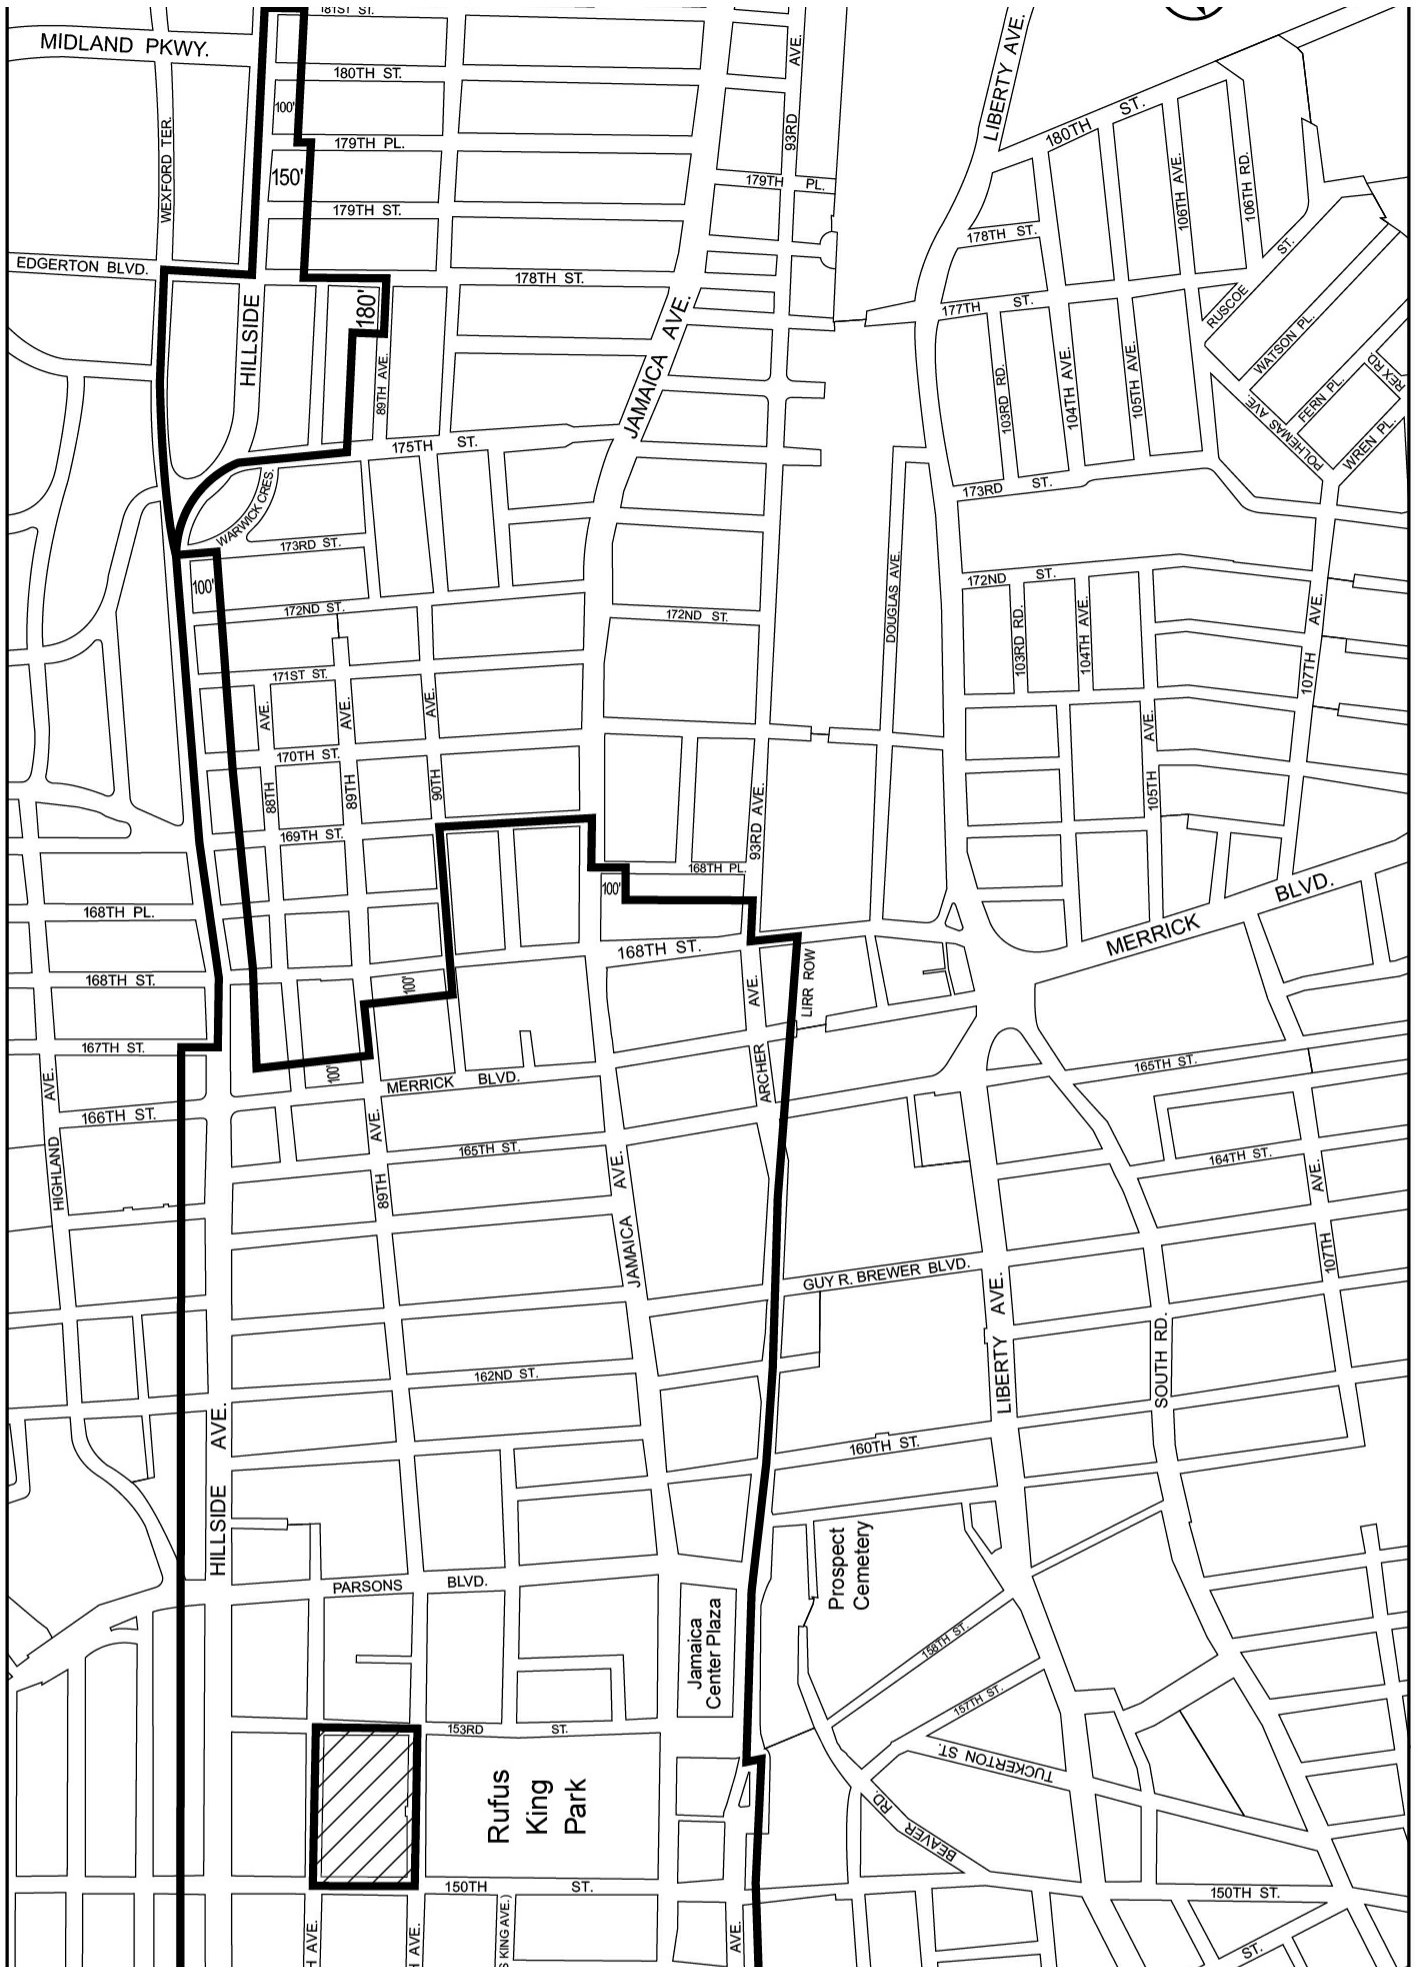 181ST ST.
MIDLAND PKWY.
LIBERTY AVE.
AVE.
180TH ST.
100'
180TH ST.
WEXFORD TER.
93RD
179TH PL.
150'
179TH PL.
106TH AVE.
106TH RD.
179TH ST.
178TH ST.
ST.
EDGERTON BLVD.
178TH ST.
HILLSIDE
180'
JAMAICA AVE.
177TH ST.
RUSCOE
WATSON PL.
89TH AVE.
103RD RD.
104TH AVE.
105TH AVE.
REX RD
FERN PL.
POLHEMAS AVE.
WREN PL.
175TH ST.
WARWICK CRES.
173RD ST.
173RD ST.
DOUGLAS AVE.
100'
172ND ST.
172ND ST.
172ND ST.
103RD RD.
104TH AVE.
107TH AVE.
171ST ST.
88TH AVE.
89TH AVE.
90TH AVE.
170TH ST.
105TH AVE.
93RD AVE.
169TH ST.
168TH PL.
100'
168TH PL.
MERRICK BLVD.
168TH ST.
168TH ST.
100'
LIRR ROW
ARCHER AVE.
167TH ST.
100'
165TH ST.
HIGHLAND AVE.
MERRICK BLVD.
166TH ST.
89TH AVE.
165TH ST.
164TH ST.
JAMAICA AVE.
107TH AVE.
GUY R. BREWER BLVD.
LIBERTY AVE.
SOUTH RD.
162ND ST.
HILLSIDE AVE.
160TH ST.
Prospect
Cemetery
PARSONS BLVD.
Jamaica
Center Plaza
158TH ST.
157TH ST.
153RD ST.
TUCKERTON ST.
Rufus
King
Park
BEAVER RD
150TH ST.
150TH ST.
H AVE.
H AVE.
S KING AVE.)
AVE.
ST.